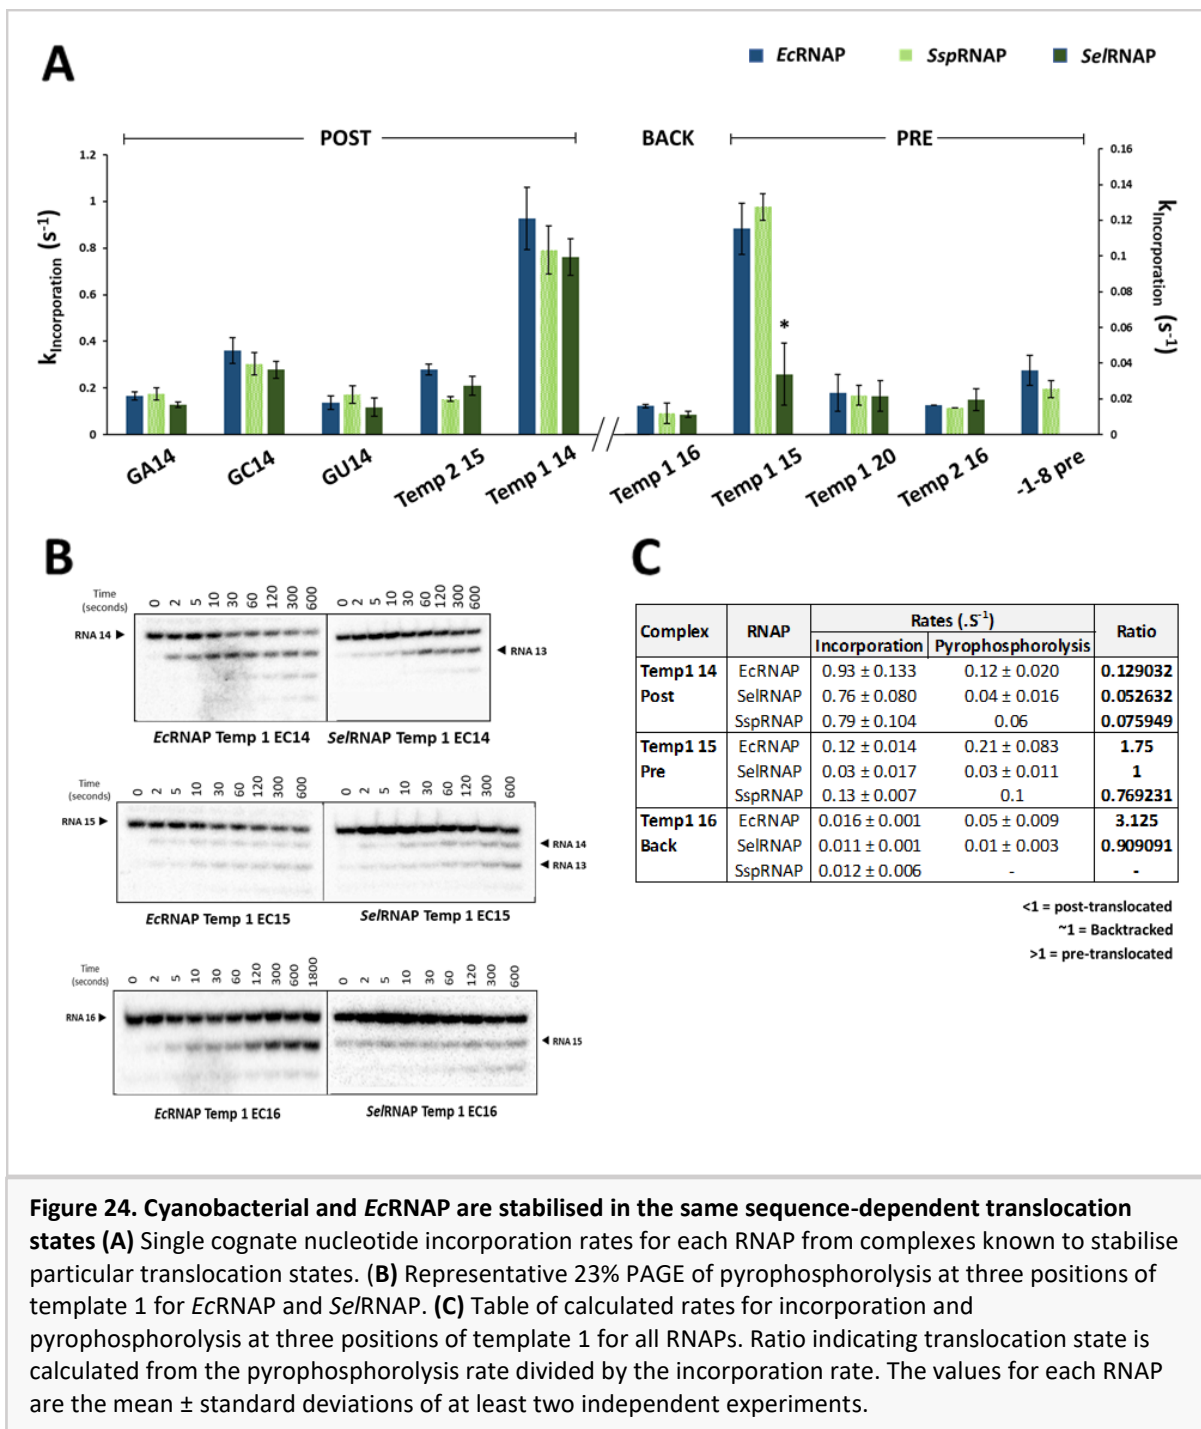 A
EcRNAP SspRNAP SelRNAP
POST BACK PRE
kIncorporation (s-1)
1.2
1
0.8
0.6
0.4
0.2
0
0.16
0.14
0.12
0.1
0.08
0.06
0.04
0.02
0
kIncorporation (s-1)
*
GA14 GC14 GU14 Temp 2 15 Temp 1 14 Temp 1 16 Temp 1 15 Temp 1 20 Temp 2 16 -1-8 pre
B
Time
(seconds)
0 2 5 10 30 60 120 300 600
0 2 5 10 30 60 120 300 600
RNA 14
RNA 13
EcRNAP Temp 1 EC14 SelRNAP Temp 1 EC14
Time
(seconds)
0 2 5 10 30 60 120 300 600
0 2 5 10 30 60 120 300 600
RNA 15
RNA 14
RNA 13
EcRNAP Temp 1 EC15 SelRNAP Temp 1 EC15
Time
(seconds)
0 2 5 10 30 60 120 300 600 1800
0 2 5 10 30 60 120 300 600
RNA 16
RNA 15
EcRNAP Temp 1 EC16 SelRNAP Temp 1 EC16
C
Complex RNAP Rates (.S-1) Ratio
Incorporation Pyrophosphorolysis
Temp1 14 EcRNAP 0.93 ± 0.133 0.12 ± 0.020 0.129032
Post SelRNAP 0.76 ± 0.080 0.04 ± 0.016 0.052632
SspRNAP 0.79 ± 0.104 0.06 0.075949
Temp1 15 EcRNAP 0.12 ± 0.014 0.21 ± 0.083 1.75
Pre SelRNAP 0.03 ± 0.017 0.03 ± 0.011 1
SspRNAP 0.13 ± 0.007 0.1 0.769231
Temp1 16 EcRNAP 0.016 ± 0.001 0.05 ± 0.009 3.125
Back SelRNAP 0.011 ± 0.001 0.01 ± 0.003 0.909091
SspRNAP 0.012 ± 0.006 - -
<1 = post-translocated
~1 = Backtracked
>1 = pre-translocated
Figure 24. Cyanobacterial and EcRNAP are stabilised in the same sequence-dependent translocation
states (A) Single cognate nucleotide incorporation rates for each RNAP from complexes known to stabilise
particular translocation states. (B) Representative 23% PAGE of pyrophosphorolysis at three positions of
template 1 for EcRNAP and SelRNAP. (C) Table of calculated rates for incorporation and
pyrophosphorolysis at three positions of template 1 for all RNAPs. Ratio indicating translocation state is
calculated from the pyrophosphorolysis rate divided by the incorporation rate. The values for each RNAP
are the mean ± standard deviations of at least two independent experiments.